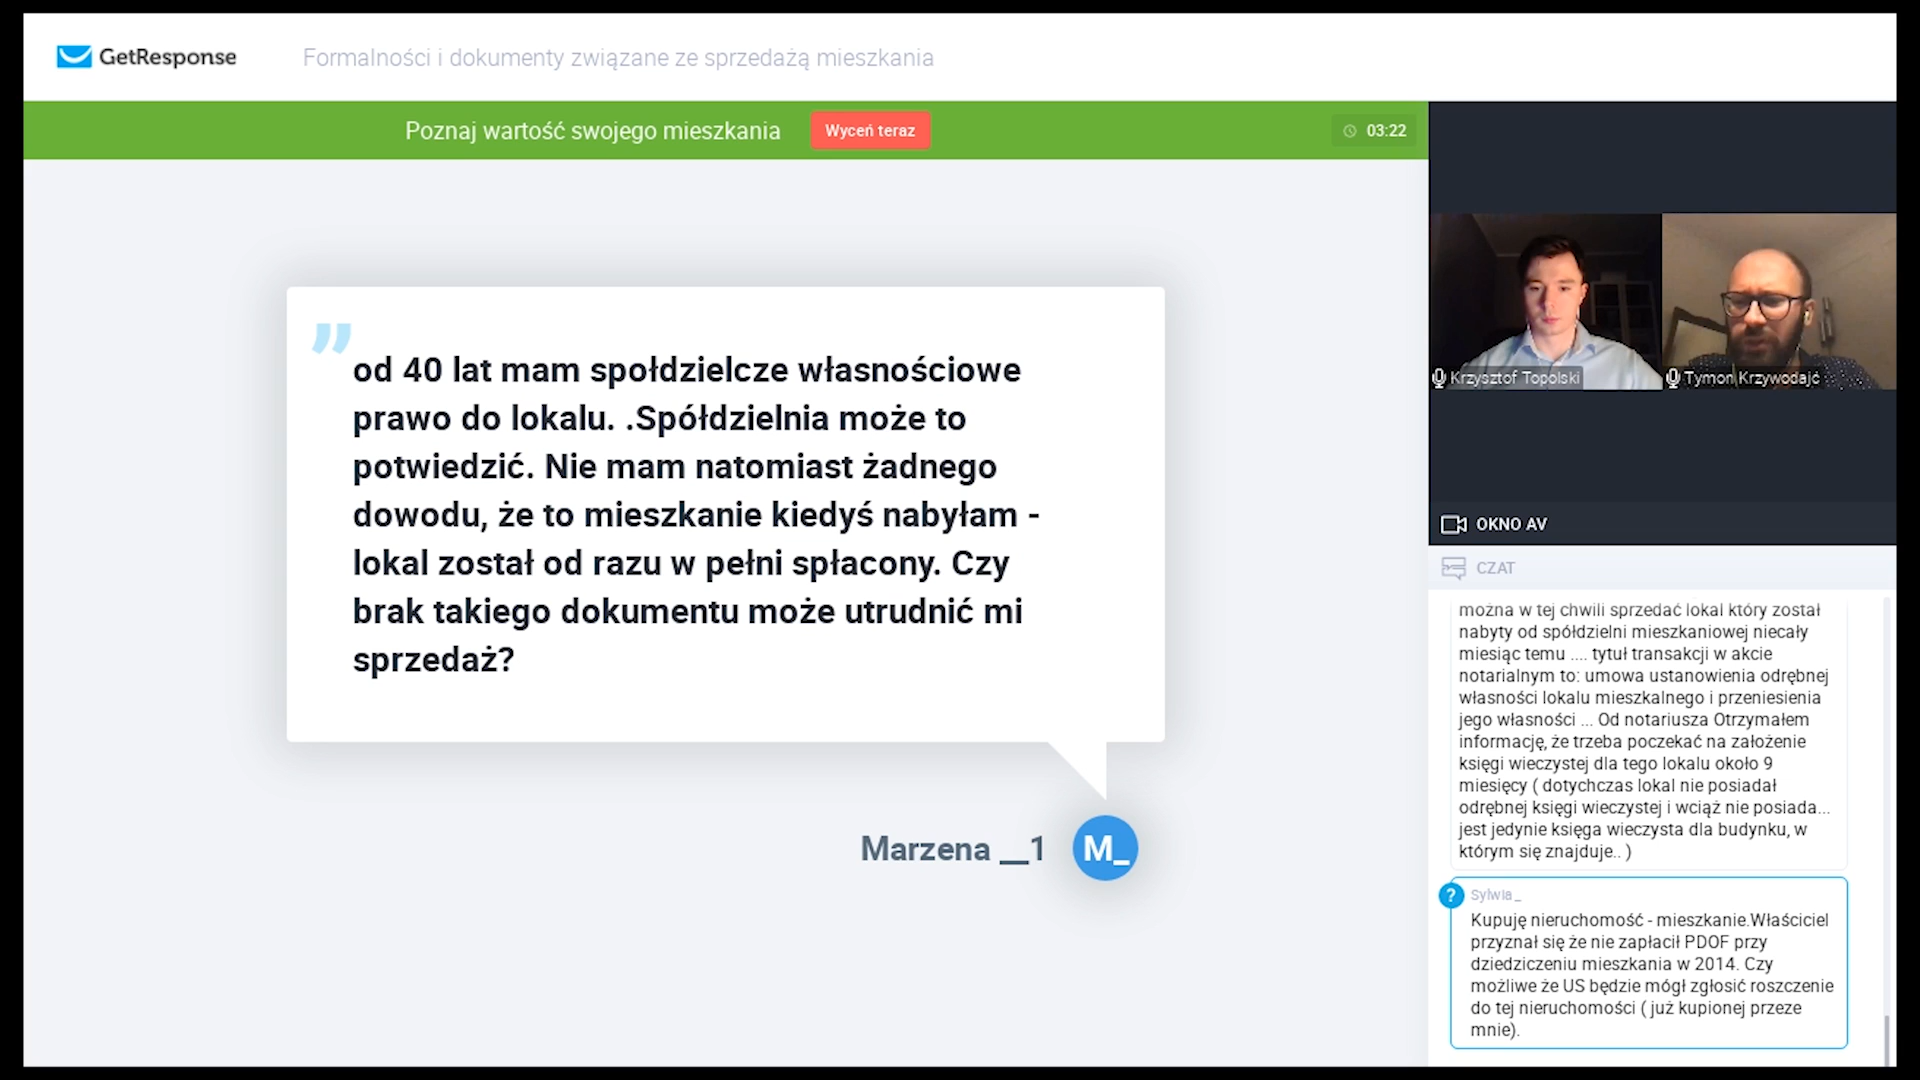 GetResponse
Formalności i dokumenty związane ze sprzedażą mieszkania
Poznaj wartość swojego mieszkania
Wyceń teraz
03:22
”
od 40 lat mam społdzielcze własnościowe
prawo do lokalu. .Spółdzielnia może to
potwiedzić. Nie mam natomiast żadnego
dowodu, że to mieszkanie kiedyś nabyłam -
lokal został od razu w pełni spłacony. Czy
brak takiego dokumentu może utrudnić mi
sprzedaż?
Marzena __1
M_
Krzysztof Topolski
Tymon Krzywodajć
OKNO AV
CZAT
można w tej chwili sprzedać lokal który został
nabyty od spółdzielni mieszkaniowej niecały
miesiąc temu .... tytuł transakcji w akcie
notarialnym to: umowa ustanowienia odrębnej
własności lokalu mieszkalnego i przeniesienia
jego własności ... Od notariusza Otrzymałem
informację, że trzeba poczekać na założenie
księgi wieczystej dla tego lokalu około 9
miesięcy ( dotychczas lokal nie posiadał
odrębnej księgi wieczystej i wciąż nie posiada...
jest jedynie księga wieczysta dla budynku, w
którym się znajduje.. )
?
Sylwia_
Kupuję nieruchomość - mieszkanie.Właściciel
przyznał się że nie zapłacił PDOF przy
dziedziczeniu mieszkania w 2014. Czy
możliwe że US będzie mógł zgłosić roszczenie
do tej nieruchomości ( już kupionej przeze
mnie).